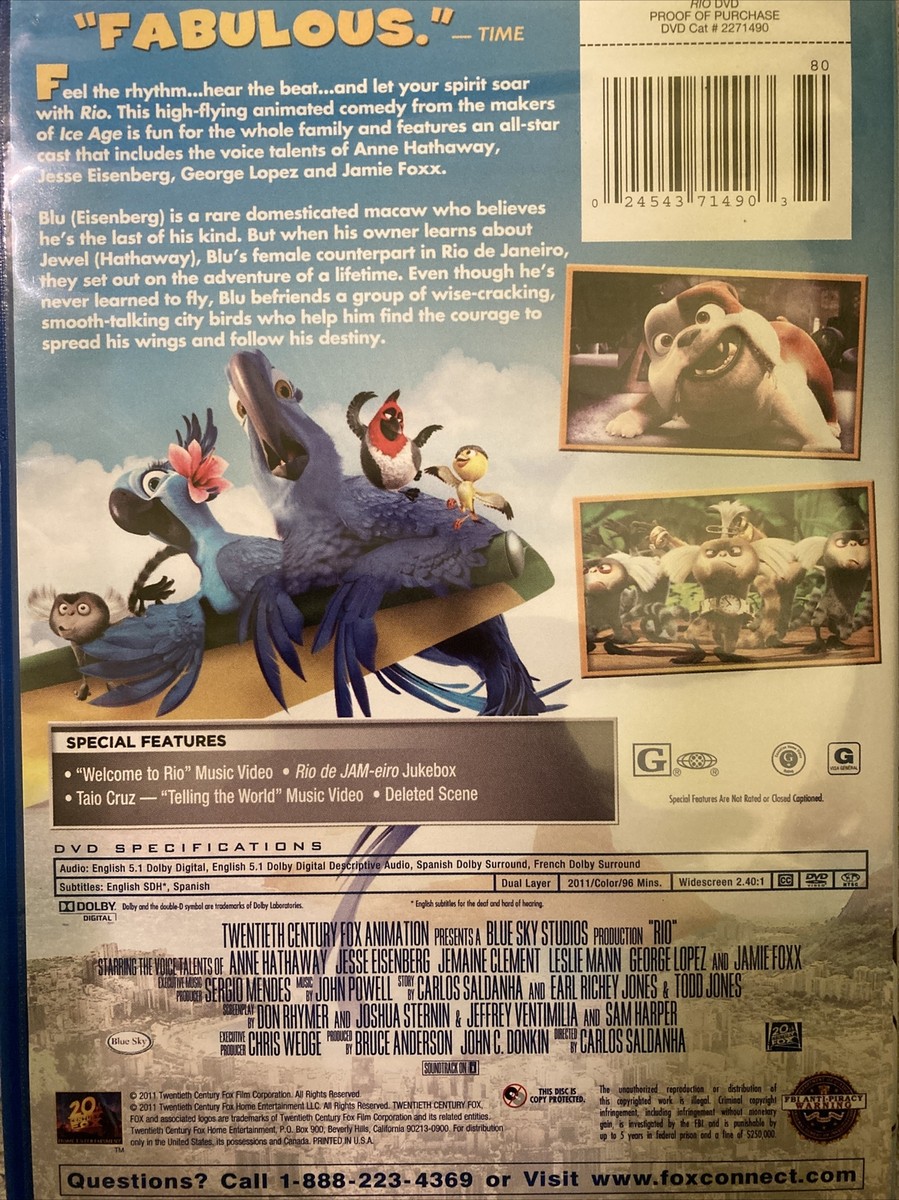 "FABULOUS." — TIME
RIO DVD
PROOF OF PURCHASE
DVD Cat # 2271490
80
0 24543 71490 3
Feel the rhythm...hear the beat...and let your spirit soar
with Rio. This high-flying animated comedy from the makers
of Ice Age is fun for the whole family and features an all-star
cast that includes the voice talents of Anne Hathaway,
Jesse Eisenberg, George Lopez and Jamie Foxx.
Blu (Eisenberg) is a rare domesticated macaw who believes
he's the last of his kind. But when his owner learns about
Jewel (Hathaway), Blu's female counterpart in Rio de Janeiro,
they set out on the adventure of a lifetime. Even though he's
never learned to fly, Blu befriends a group of wise-cracking,
smooth-talking city birds who help him find the courage to
spread his wings and follow his destiny.
SPECIAL FEATURES
• "Welcome to Rio" Music Video • Rio de JAM-eiro Jukebox
• Taio Cruz — "Telling the World" Music Video • Deleted Scene
G ® ® G
VISA GENERAL
Special Features Are Not Rated or Closed Captioned.
DVD SPECIFICATIONS
Audio: English 5.1 Dolby Digital, English 5.1 Dolby Digital Descriptive Audio, Spanish Dolby Surround, French Dolby Surround
Subtitles: English SDH*, Spanish Dual Layer 2011/Color/96 Mins. Widescreen 2.40:1 CC DVD NTSC
DOLBY DIGITAL Dolby and the double-D symbol are trademarks of Dolby Laboratories. * English subtitles for the deaf and hard of hearing.
TWENTIETH CENTURY FOX ANIMATION PRESENTS A BLUE SKY STUDIOS PRODUCTION "RIO"
STARRING THE VOICE TALENTS OF ANNE HATHAWAY JESSE EISENBERG JEMAINE CLEMENT LESLIE MANN GEORGE LOPEZ AND JAMIE FOXX
EXECUTIVE MUSIC PRODUCER SERGIO MENDES MUSIC BY JOHN POWELL STORY BY CARLOS SALDANHA AND EARL RICHEY JONES & TODD JONES
SCREENPLAY BY DON RHYMER AND JOSHUA STERNIN & JEFFREY VENTIMILIA AND SAM HARPER
EXECUTIVE PRODUCER CHRIS WEDGE PRODUCED BY BRUCE ANDERSON JOHN C. DONKIN DIRECTED BY CARLOS SALDANHA
Blue Sky
20 CENTURY FOX
SOUNDTRACK ON
© 2011 Twentieth Century Fox Film Corporation. All Rights Reserved
© 2011 Twentieth Century Fox Home Entertainment LLC. All Rights Reserved. TWENTIETH CENTURY FOX,
FOX and associated logos are trademarks of Twentieth Century Fox Film Corporation and its related entities.
Twentieth Century Fox Home Entertainment, P.O. Box 900, Beverly Hills, California 90213-0900. For distribution
only in the United States, its possessions and Canada. PRINTED IN U.S.A.
20
TM
THIS DISC IS
COPY PROTECTED.
The unauthorized reproduction or distribution of
this copyrighted work is illegal. Criminal copyright
infringement, including infringement without monetary
gain, is investigated by the FBI and is punishable by
up to 5 years in federal prison and a fine of $250,000.
FBI ANTI-PIRACY
WARNING
Questions? Call 1-888-223-4369 or Visit www.foxconnect.com